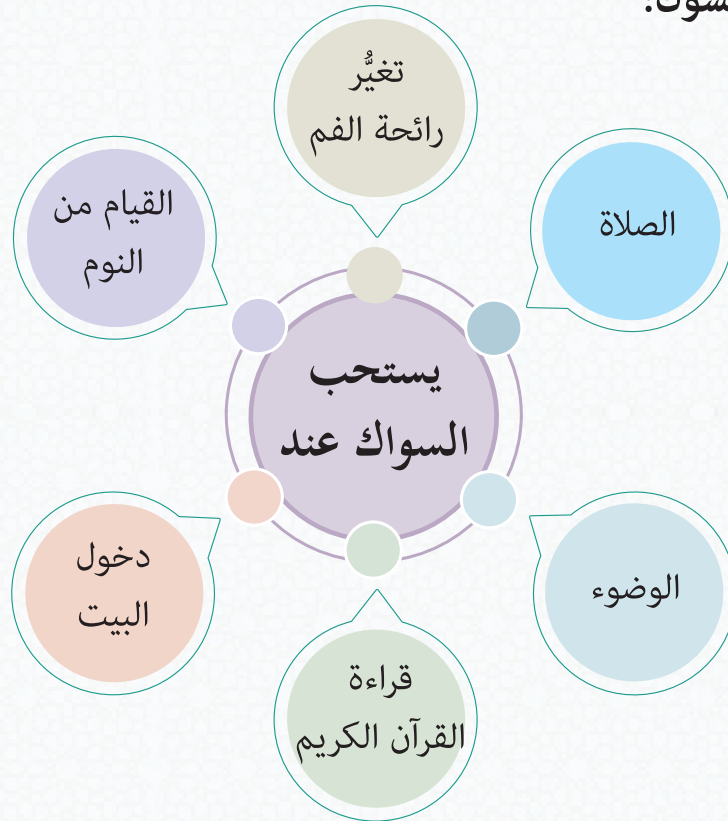 يستحب
السواك عند
تغيُّر
رائحة الفم
الصلاة
الوضوء
قراءة
القرآن الكريم
دخول
البيت
القيام من
النوم